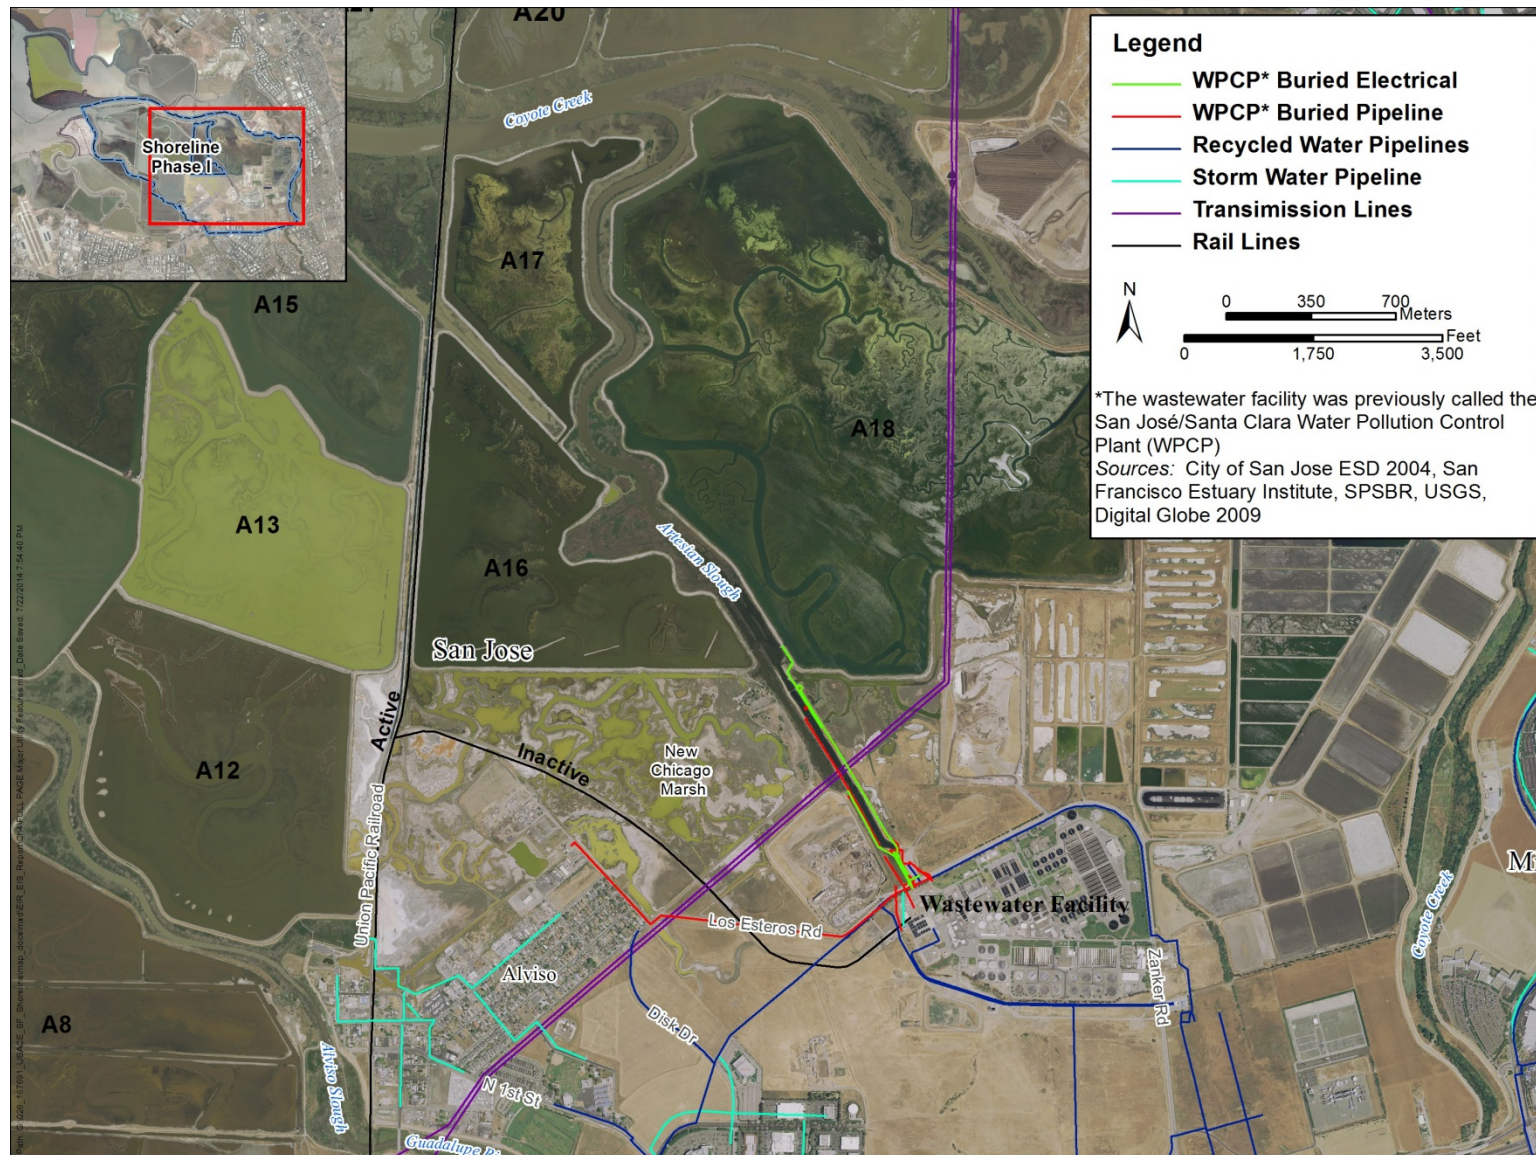 A20
Coyote Creek
Shoreline
Phase I
A15
A17
A18
A13
A16
Artesian Slough
San Jose
Active
Inactive
New
Chicago
Marsh
A12
Union Pacific Railroad
Los Esteros Rd
Wastewater Facility
Alviso
Zanker Rd
Coyote Creek
Disk Dr
A8
Alviso Slough
N 1st St
Guadalupe
Legend
WPCP* Buried Electrical
WPCP* Buried Pipeline
Recycled Water Pipelines
Storm Water Pipeline
Transimission Lines
Rail Lines
N
0 350 700
Meters
Feet
0 1,750 3,500
*The wastewater facility was previously called the
San José/Santa Clara Water Pollution Control
Plant (WPCP)
Sources: City of San Jose ESD 2004, San
Francisco Estuary Institute, SPSBR, USGS,
Digital Globe 2009